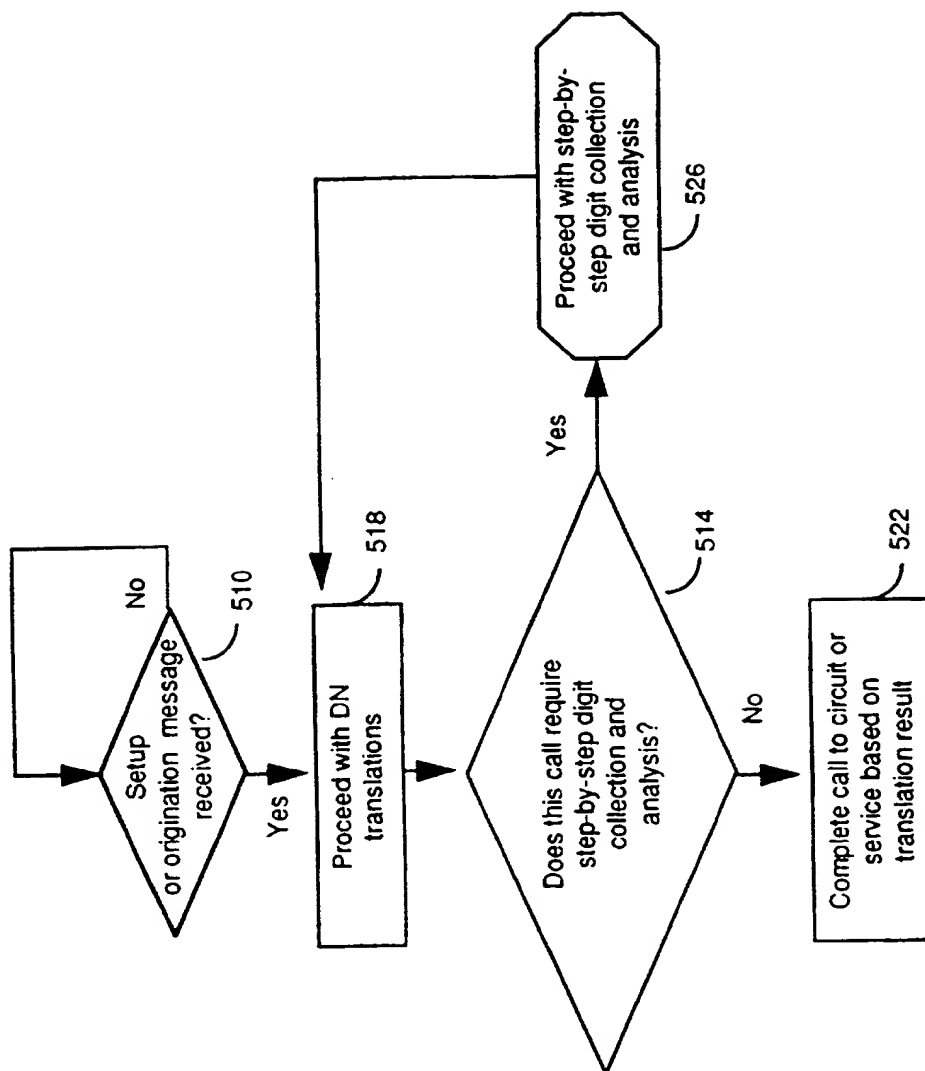 Setup
or origination message
received?
No
510
Yes
Proceed with DN
translations
518
Does this call require
step-by-step digit
collection and
analysis?
514
Yes
Proceed with step-by-
step digit collection
and analysis
526
No
Complete call to circuit or
service based on
translation result
522